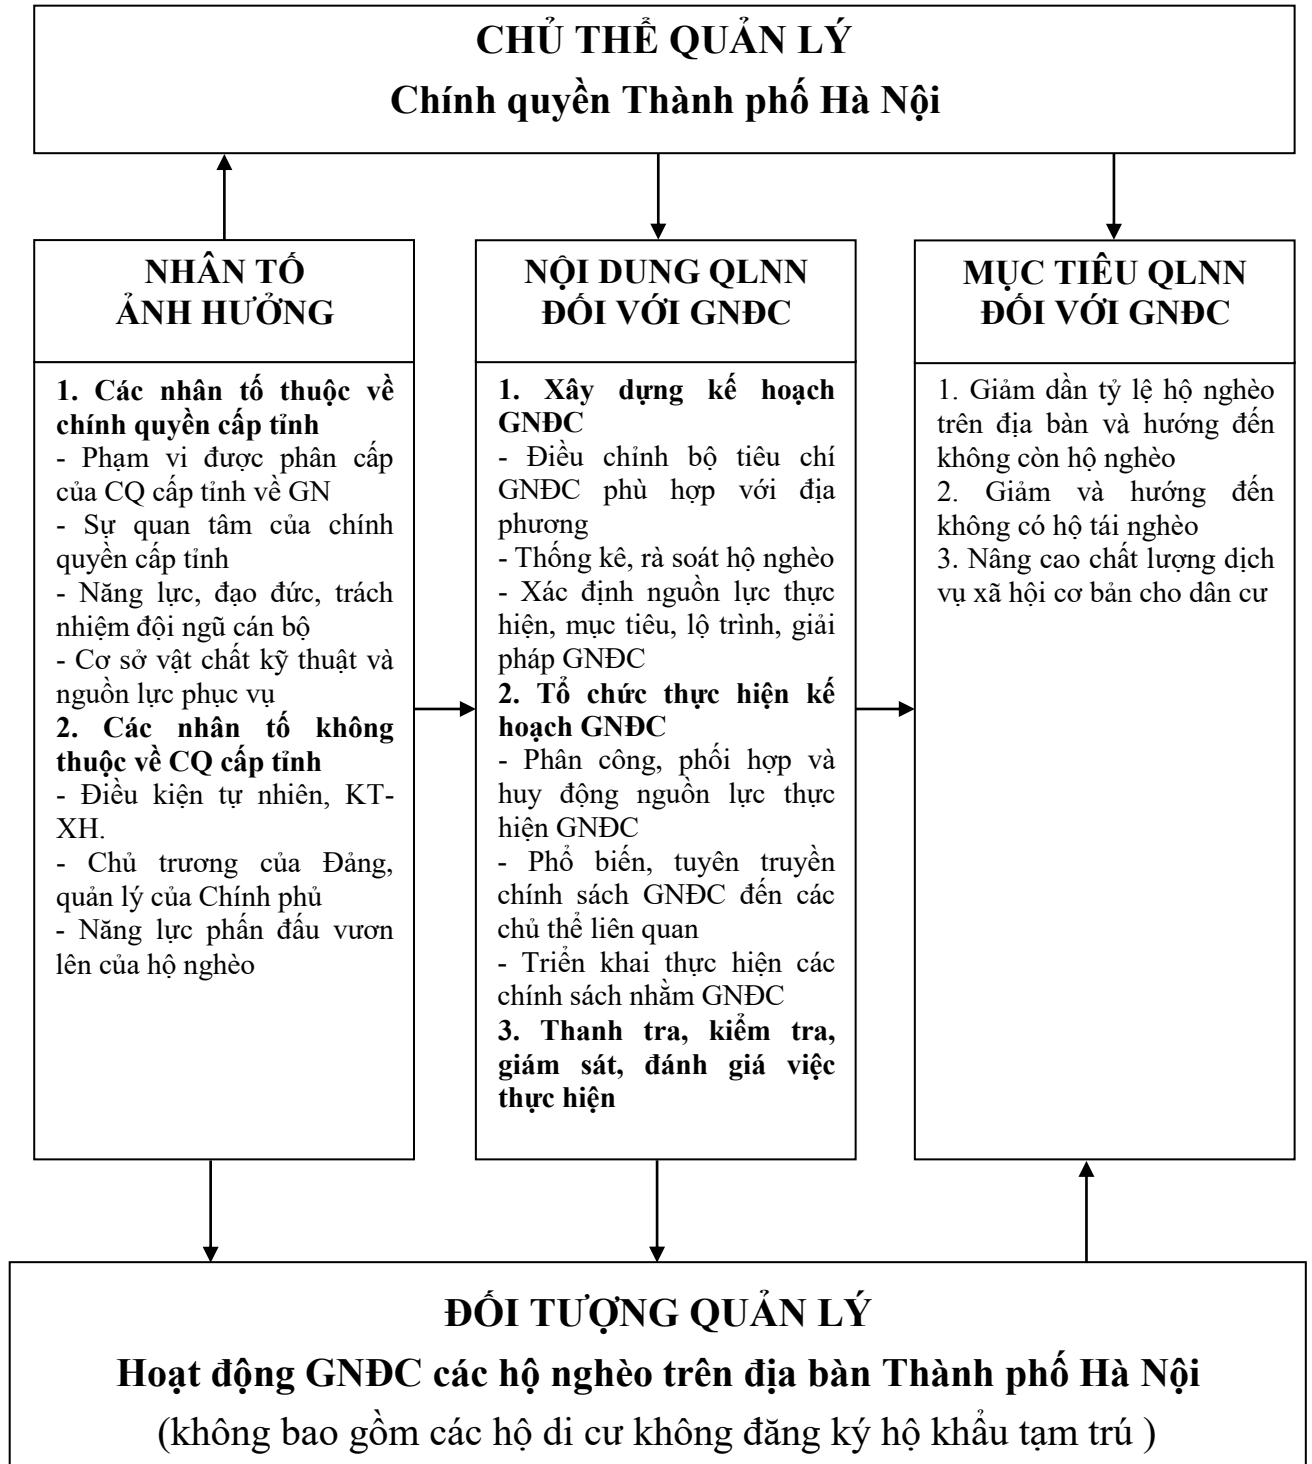 CHỦ THỂ QUẢN LÝ
Chính quyền Thành phố Hà Nội
NHÂN TỐ
ẢNH HƯỞNG
1. Các nhân tố thuộc về
chính quyền cấp tỉnh
- Phạm vi được phân cấp
của CQ cấp tỉnh về GN
- Sự quan tâm của chính
quyền cấp tỉnh
- Năng lực, đạo đức, trách
nhiệm đội ngũ cán bộ
- Cơ sở vật chất kỹ thuật và
nguồn lực phục vụ
2. Các nhân tố không
thuộc về CQ cấp tỉnh
- Điều kiện tự nhiên, KT-
XH.
- Chủ trương của Đảng,
quản lý của Chính phủ
- Năng lực phấn đấu vươn
lên của hộ nghèo
NỘI DUNG QLNN
ĐỐI VỚI GNĐC
1. Xây dựng kế hoạch
GNĐC
- Điều chỉnh bộ tiêu chí
GNĐC phù hợp với địa
phương
- Thống kê, rà soát hộ nghèo
- Xác định nguồn lực thực
hiện, mục tiêu, lộ trình, giải
pháp GNĐC
2. Tổ chức thực hiện kế
hoạch GNĐC
- Phân công, phối hợp và
huy động nguồn lực thực
hiện GNĐC
- Phổ biến, tuyên truyền
chính sách GNĐC đến các
chủ thể liên quan
- Triển khai thực hiện các
chính sách nhằm GNĐC
3. Thanh tra, kiểm tra,
giám sát, đánh giá việc
thực hiện
MỤC TIÊU QLNN
ĐỐI VỚI GNĐC
1. Giảm dần tỷ lệ hộ nghèo
trên địa bàn và hướng đến
không còn hộ nghèo
2. Giảm và hướng đến
không có hộ tái nghèo
3. Nâng cao chất lượng dịch
vụ xã hội cơ bản cho dân cư
ĐỐI TƯỢNG QUẢN LÝ
Hoạt động GNĐC các hộ nghèo trên địa bàn Thành phố Hà Nội
(không bao gồm các hộ di cư không đăng ký hộ khẩu tạm trú )